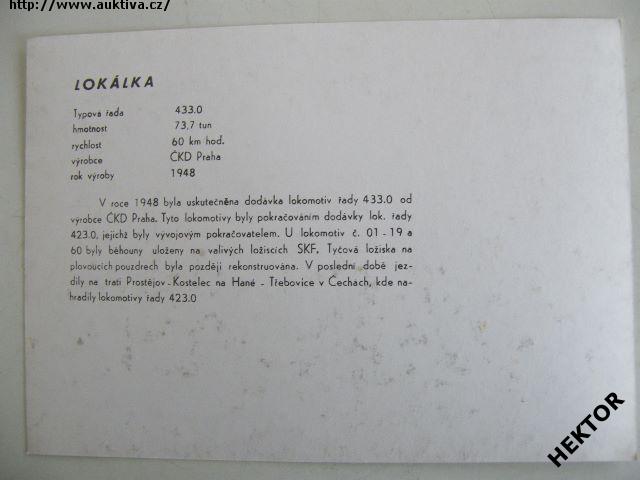 http://www.auktiva.cz/
LOKÁLKA
Typová řada 433.0
hmotnost 73,7 tun
rychlost 60 km hod.
výrobce ČKD Praha
rok výroby 1948
V roce 1948 byla uskutečněna dodávka lokomotiv řady 433.0 od
výrobce ČKD Praha. Tyto lokomotivy byly pokračováním dodávky lok. řady
423.0, jejichž byly vývojovým pokračovatelem. U lokomotiv č. 01-19 a
60 byly běhouny uloženy na valivých ložiscích SKF. Tyčová ložiska na
plovoucích pouzdrech byla později rekonstruována. V poslední době jez-
dily na trati Prostějov-Kostelec na Hané - Třebovice v Čechách, kde na-
hradily lokomotivy řady 423.0
HEKTOR